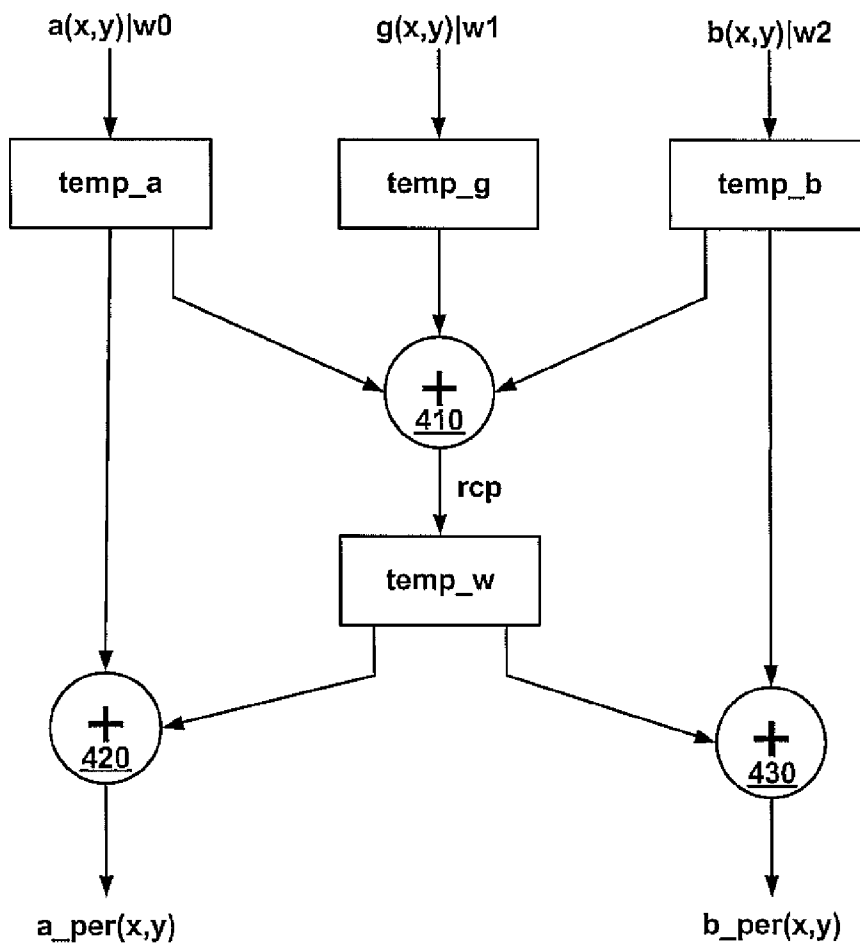 a(x,y)|w0
g(x,y)|w1
b(x,y)|w2
temp_a
temp_g
temp_b
+
410
rcp
temp_w
+
420
+
430
a_per(x,y)
b_per(x,y)